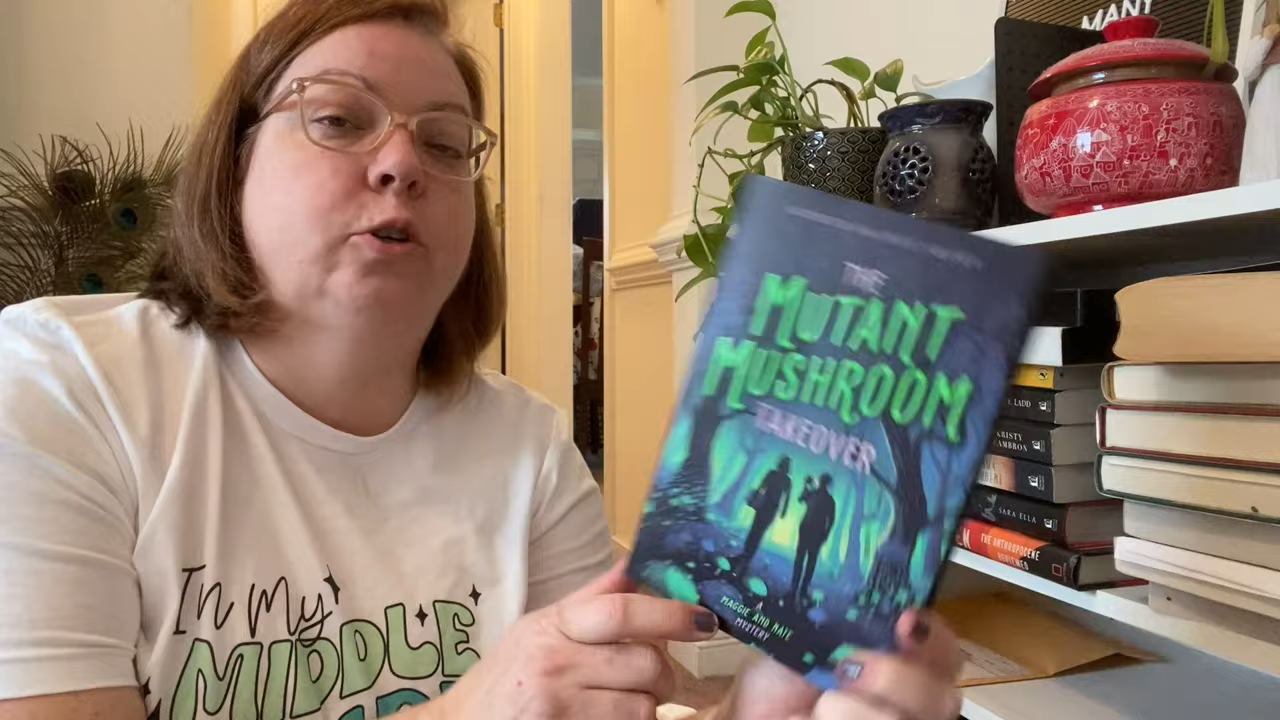 MANY
THE
MUTANT
MUSHROOM
TAKEOVER
A
MAGGIE AND NATE
MYSTERY
In My
MIDDLE
LADD
KRISTY
CAMBRON
SARA ELLA
THE ANTHROPOCENE
REVIEWED